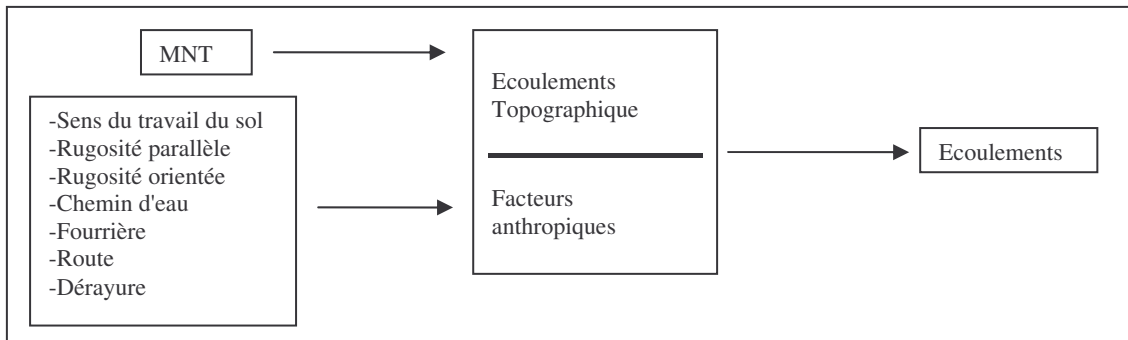 MNT
-Sens du travail du sol
-Rugosité parallèle
-Rugosité orientée
-Chemin d'eau
-Fourrière
-Route
-Dérayure
Ecoulements
Topographique
Facteurs
anthropiques
Ecoulements